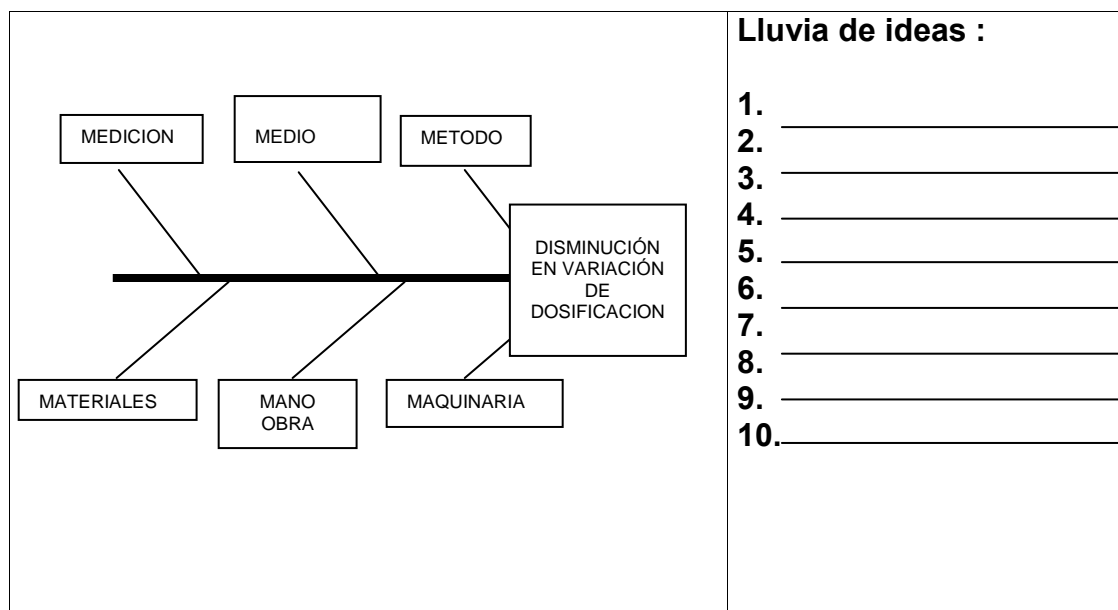 MEDICION
MEDIO
METODO
DISMINUCIÓN
EN VARIACIÓN
DE
DOSIFICACION
MATERIALES
MANO
OBRA
MAQUINARIA
Lluvia de ideas :
1.
2.
3.
4.
5.
6.
7.
8.
9.
10.